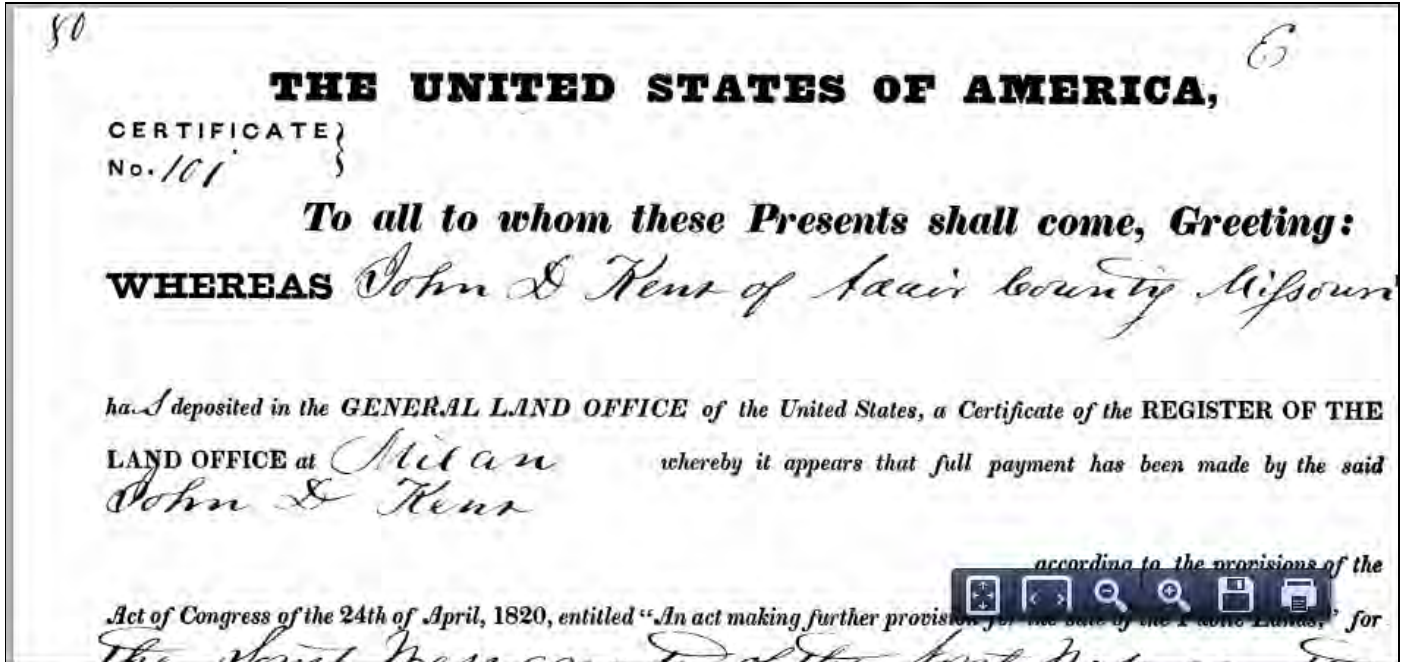 80
E
THE UNITED STATES OF AMERICA,
CERTIFICATE
No. 101
To all to whom these Presents shall come, Greeting:
WHEREAS John D Kent of Adair County Missouri
has deposited in the GENERAL LAND OFFICE of the United States, a Certificate of the REGISTER OF THE
LAND OFFICE at Milan whereby it appears that full payment has been made by the said
John D Kent
according to the provisions of the
Act of Congress of the 24th of April, 1820, entitled “An act making further provision for the sale of the Public Lands,” for